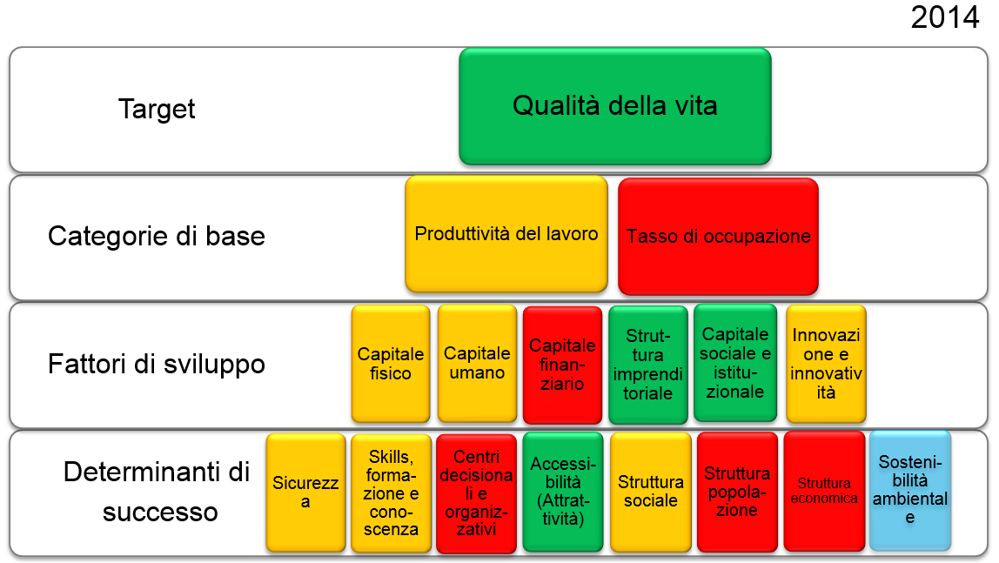 2014
Target
Qualità della vita
Categorie di base
Produttività del lavoro
Tasso di occupazione
Fattori di sviluppo
Capitale
fisico
Capitale
umano
Capitale
finan-
ziario
Strut-
tura
imprendi
toriale
Capitale
sociale e
istitu-
zionale
Innovazi
one e
innovativ
ità
Determinanti di
successo
Sicurezz
a
Skills,
forma-
zione e
cono-
scenza
Centri
decisiona
li e
organiz-
zativi
Accessi-
bilità
(Attrat-
tività)
Struttura
sociale
Struttura
popola-
zione
Struttura
economica
Sosteni-
bilità
ambiental
e